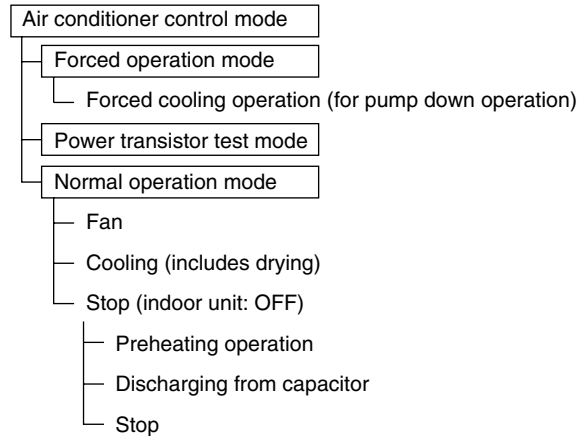 Air conditioner control mode
Forced operation mode
Forced cooling operation (for pump down operation)
Power transistor test mode
Normal operation mode
Fan
Cooling (includes drying)
Stop (indoor unit: OFF)
Preheating operation
Discharging from capacitor
Stop